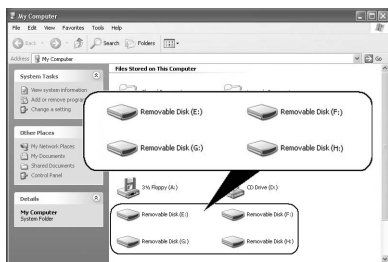 My Computer
File Edit View Favorites Tools Help
Back Search Folders
Address My Computer Go
Files Stored on This Computer
System Tasks
View system information
Add or remove progra
Change a setting
Removable Disk (E:) Removable Disk (F:)
Removable Disk (G:) Removable Disk (H:)
Other Places
My Network Places
My Documents
Shared Documents
Control Panel
3½ Floppy (A:) CD Drive (D:)
Details
My Computer
System Folder
Removable Disk (E:) Removable Disk (F:)
Removable Disk (G:) Removable Disk (H:)